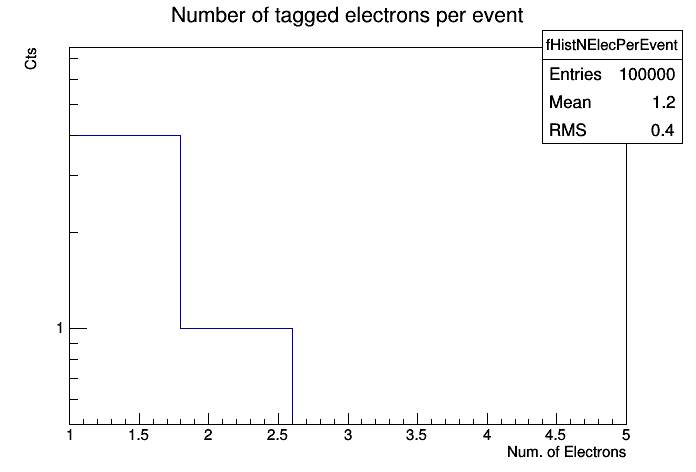 Number of tagged electrons per event
Cts
fHistNElecPerEvent
Entries 100000
Mean 1.2
RMS 0.4
1
1 1.5 2 2.5 3 3.5 4 4.5 5
Num. of Electrons